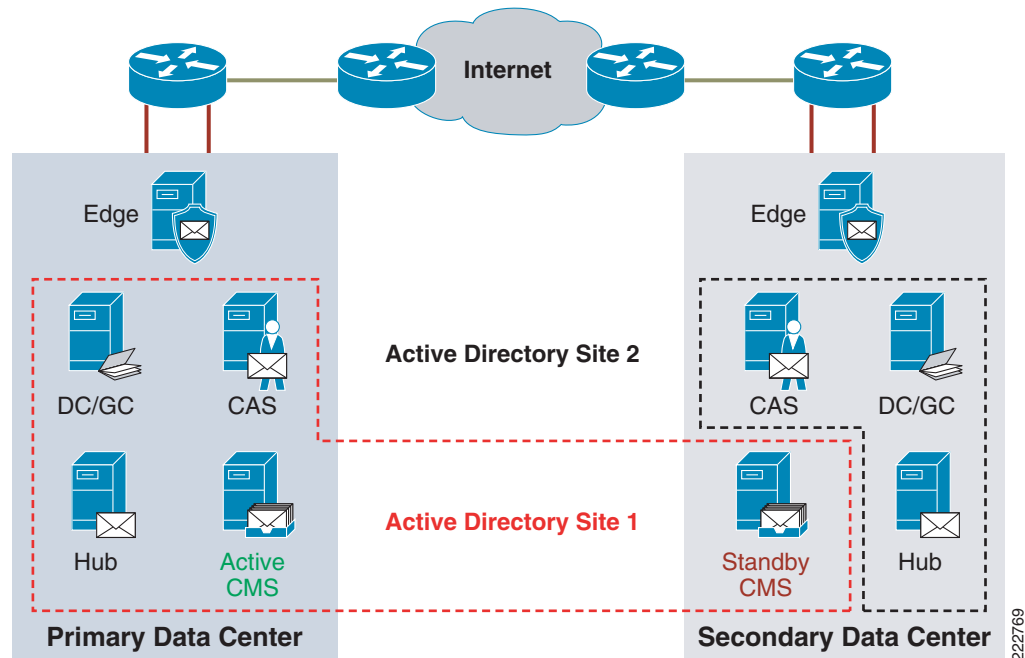 Internet
Edge
Edge
DC/GC
CAS
Active Directory Site 2
CAS
DC/GC
Hub
Active
CMS
Active Directory Site 1
Standby
CMS
Hub
Primary Data Center
Secondary Data Center
222769